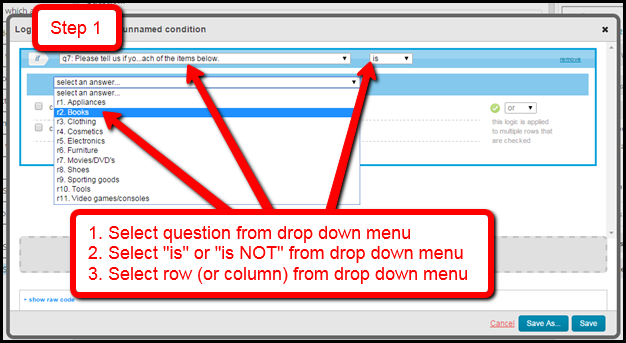 which a
Step 1
Log unnamed condition
if q7: Please tell us if yo...ach of the items below. is remove
select an answer...
select an answer...
r1. Appliances
r2. Books
r3. Clothing
r4. Cosmetics
r5. Electronics
r6. Furniture
r7. Movies/DVD's
r8. Shoes
r9. Sporting goods
r10. Tools
r11. Video games/consoles
or
this logic is applied
to multiple rows that
are checked
1. Select question from drop down menu
2. Select "is" or "is NOT" from drop down menu
3. Select row (or column) from drop down menu
+ show raw code
Cancel Save As... Save